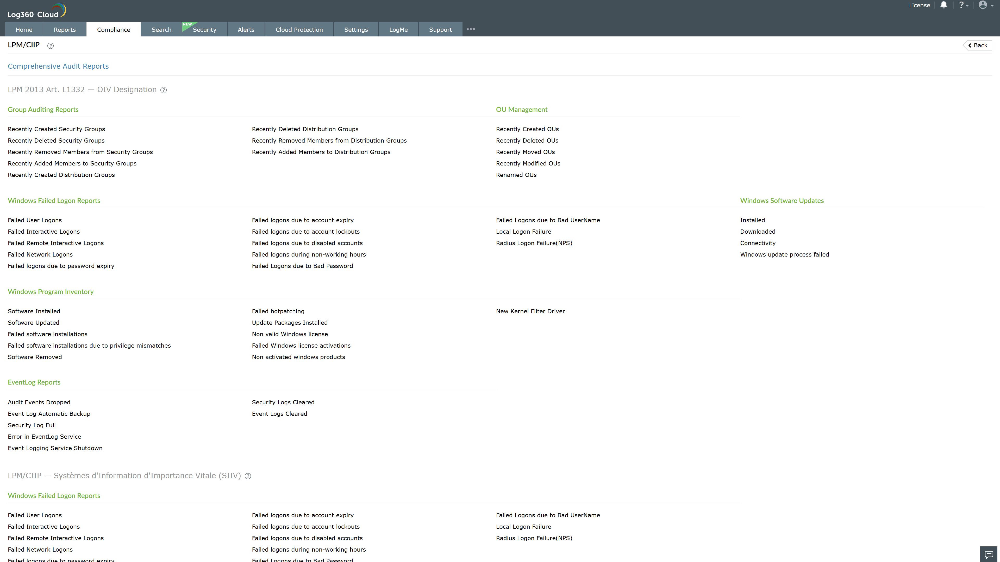 Log360 Cloud
License
?
Home
Reports
Compliance
Search
NEW
Security
Alerts
Cloud Protection
Settings
LogMe
Support
LPM/CIIP
?
Back
Comprehensive Audit Reports
LPM 2013 Art. L1332 — OIV Designation ?
Group Auditing Reports
Recently Created Security Groups
Recently Deleted Security Groups
Recently Removed Members from Security Groups
Recently Added Members to Security Groups
Recently Created Distribution Groups
Recently Deleted Distribution Groups
Recently Removed Members from Distribution Groups
Recently Added Members to Distribution Groups
OU Management
Recently Created OUs
Recently Deleted OUs
Recently Moved OUs
Recently Modified OUs
Renamed OUs
Windows Failed Logon Reports
Failed User Logons
Failed Interactive Logons
Failed Remote Interactive Logons
Failed Network Logons
Failed logons due to password expiry
Failed logons due to account expiry
Failed logons due to account lockouts
Failed logons due to disabled accounts
Failed logons during non-working hours
Failed Logons due to Bad Password
Failed Logons due to Bad UserName
Local Logon Failure
Radius Logon Failure(NPS)
Windows Software Updates
Installed
Downloaded
Connectivity
Windows update process failed
Windows Program Inventory
Software Installed
Software Updated
Failed software installations
Failed software installations due to privilege mismatches
Software Removed
Failed hotpatching
Update Packages Installed
Non valid Windows license
Failed Windows license activations
Non activated windows products
New Kernel Filter Driver
EventLog Reports
Audit Events Dropped
Event Log Automatic Backup
Security Log Full
Error in EventLog Service
Event Logging Service Shutdown
Security Logs Cleared
Event Logs Cleared
LPM/CIIP — Systèmes d'Information d'Importance Vitale (SIIV) ?
Windows Failed Logon Reports
Failed User Logons
Failed Interactive Logons
Failed Remote Interactive Logons
Failed Network Logons
Failed logons due to password expiry
Failed logons due to account expiry
Failed logons due to account lockouts
Failed logons due to disabled accounts
Failed logons during non-working hours
Failed Logons due to Bad Password
Failed Logons due to Bad UserName
Local Logon Failure
Radius Logon Failure(NPS)